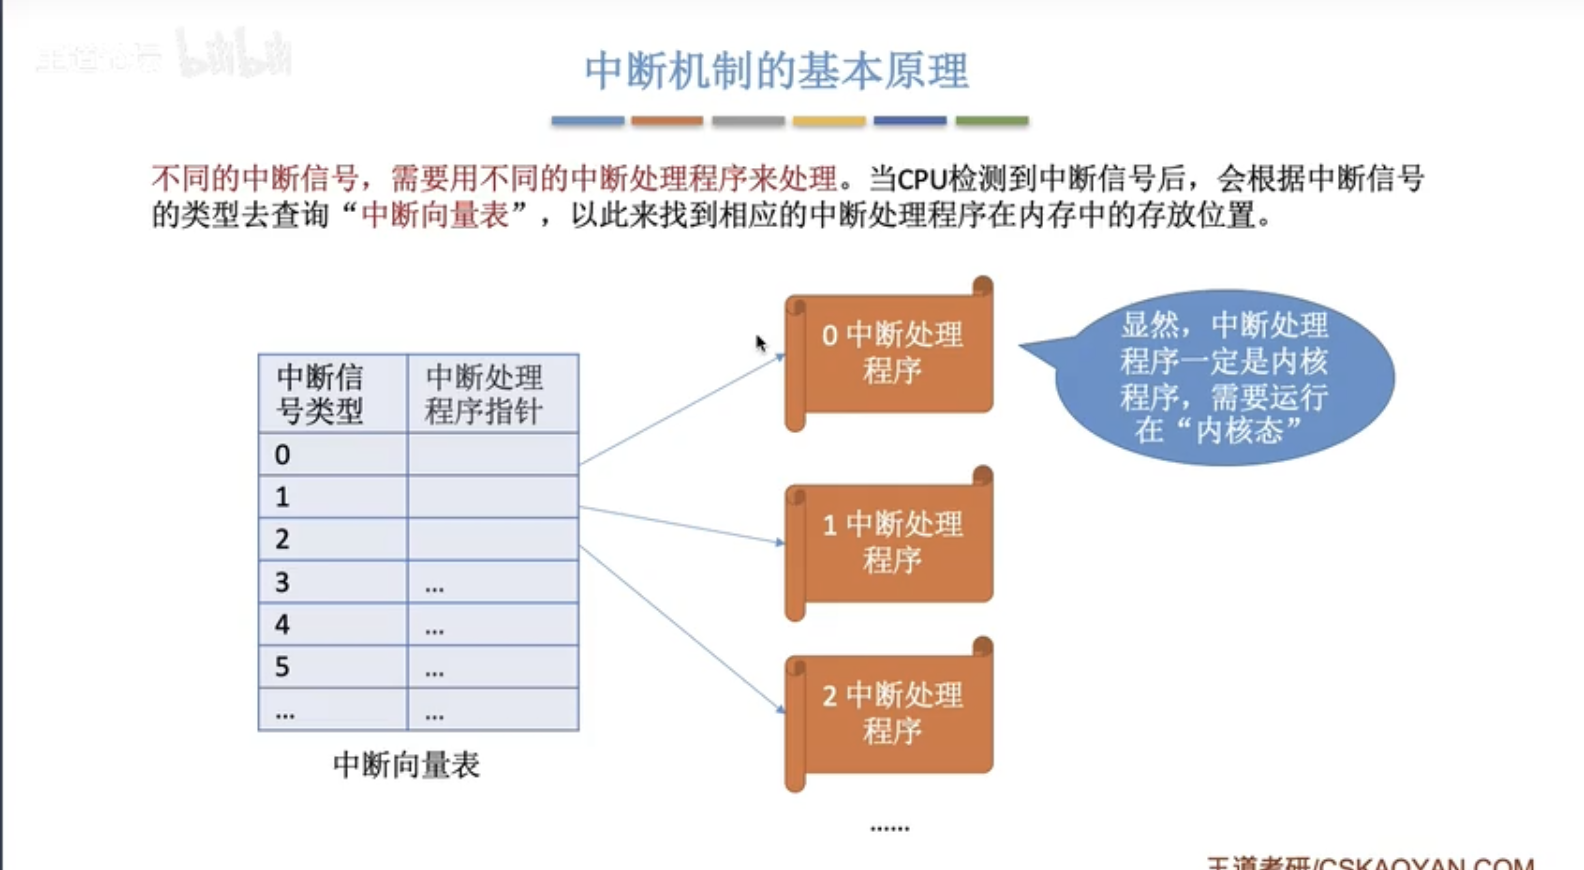 bilibili
中断机制的基本原理
不同的中断信号，需要用不同的中断处理程序来处理。当CPU检测到中断信号后，会根据中断信号
的类型去查询“中断向量表”，以此来找到相应的中断处理程序在内存中的存放位置。
中断信
号类型
中断处理
程序指针
0
1
2
3 ...
4 ...
5 ...
... ...
中断向量表
0 中断处理
程序
1 中断处理
程序
2 中断处理
程序
......
显然，中断处理
程序一定是内核
程序，需要运行
在“内核态”
王道考研/CSKAOYAN.COM